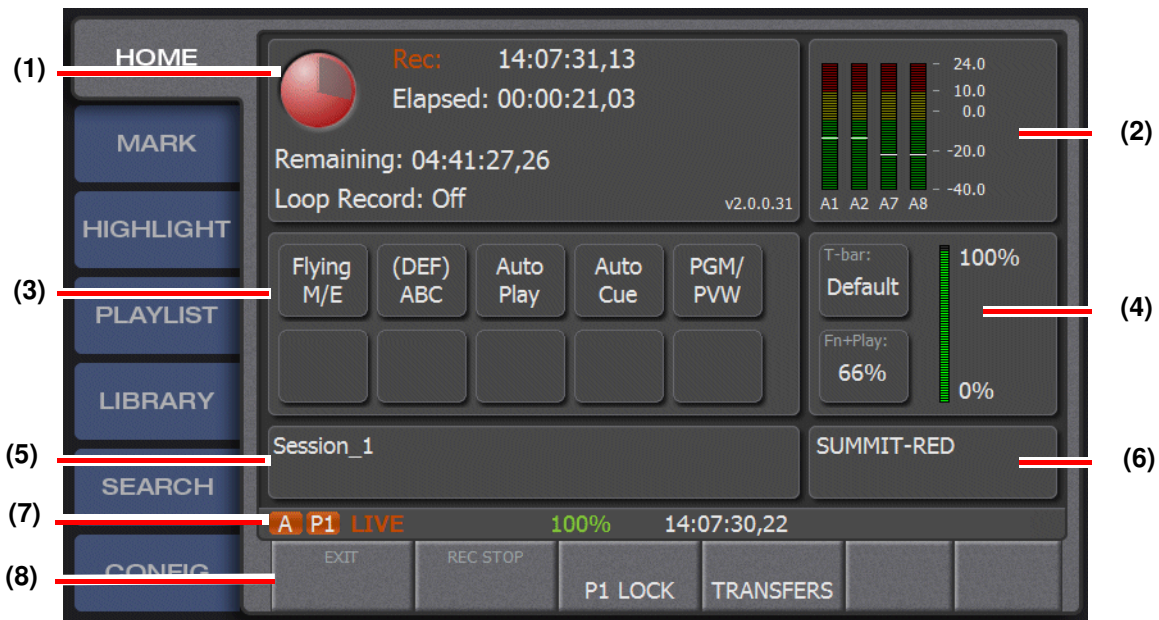 (1)
HOME
MARK
HIGHLIGHT
PLAYLIST
LIBRARY
SEARCH
CONFIG
Rec: 14:07:31,13
Elapsed: 00:00:21,03
Remaining: 04:41:27,26
Loop Record: Off
v2.0.0.31
24.0
10.0
0.0
-20.0
-40.0
A1 A2 A7 A8
(2)
(3)
Flying M/E
(DEF) ABC
Auto Play
Auto Cue
PGM/ PVW
T-bar:
Default
Fn+Play:
66%
100%
0%
(4)
(5)
Session_1
SUMMIT-RED
(6)
(7)
A P1 LIVE 100% 14:07:30,22
(8)
EXIT
REC STOP
P1 LOCK
TRANSFERS